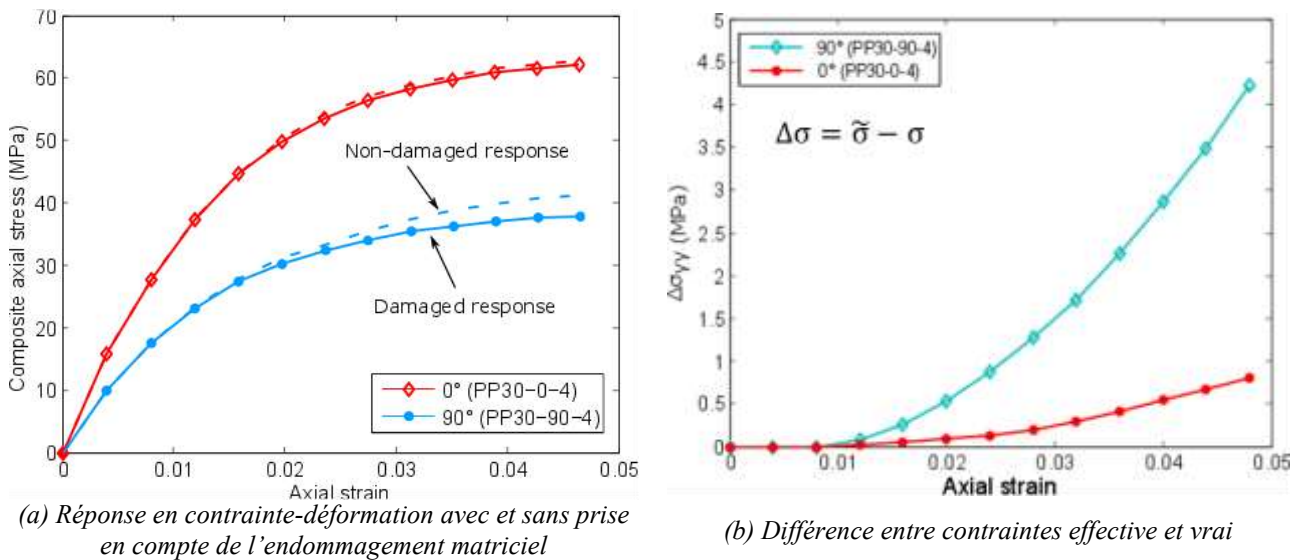 70
60
50
40
30
20
10
0
Composite axial stress (MPa)
Non-damaged response
Damaged response
0° (PP30−0−4)
90° (PP30−90−4)
0 0.01 0.02 0.03 0.04 0.05
Axial strain
(a) Réponse en contrainte-déformation avec et sans prise
en compte de l’endommagement matriciel
5
4.5
4
3.5
3
2.5
2
1.5
1
0.5
0
Δσyy (MPa)
90° (PP30-90-4)
0° (PP30-0-4)
Δσ = σ̃ − σ
0 0.01 0.02 0.03 0.04 0.05
Axial strain
(b) Différence entre contraintes effective et vrai